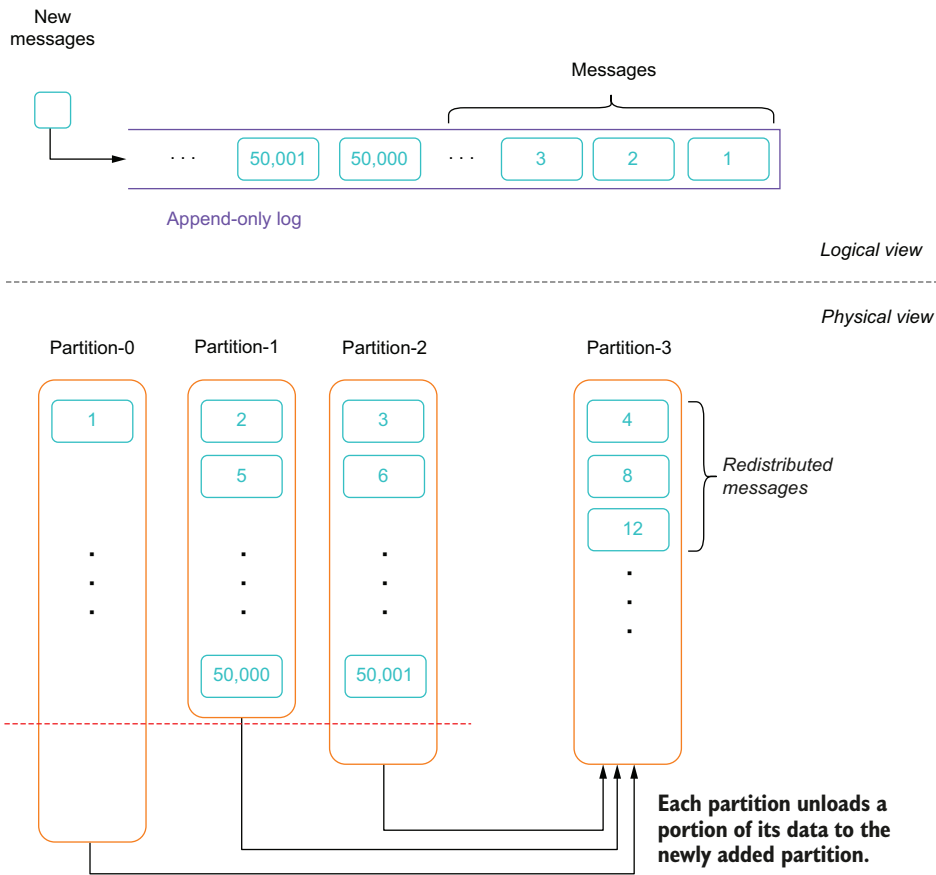 New
messages
Messages
. . . 50,001 50,000 . . . 3 2 1
Append-only log
Logical view
Physical view
Partition-0 Partition-1 Partition-2 Partition-3
1 2 3 4
5 6 8
Redistributed
messages
12
50,000 50,001
Each partition unloads a
portion of its data to the
newly added partition.